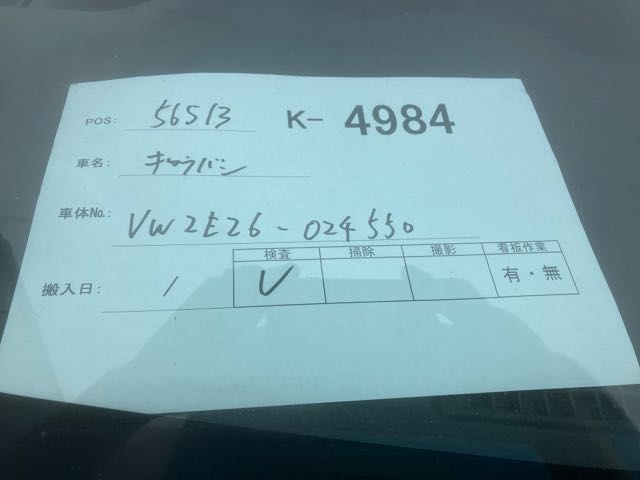 POS: 56513 K- 4984
車名: キャラバン
車体No.: VW2E26-024550
検査 掃除 撮影 看板作業
搬入日: / V 有・無